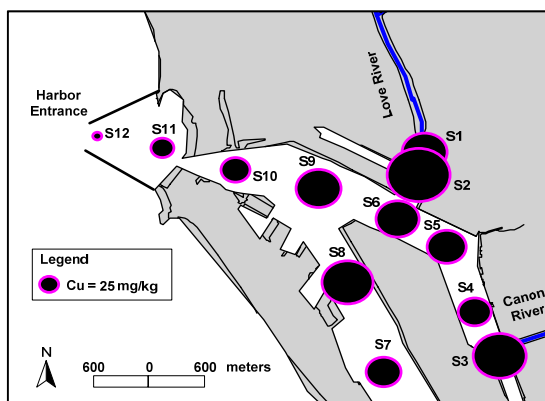 Harbor
Entrance
Love River
S12
S11
S10
S9
S1
S2
S6
S5
S8
S4
Canon
River
S3
S7
Legend
Cu = 25 mg/kg
N
600 0 600 meters